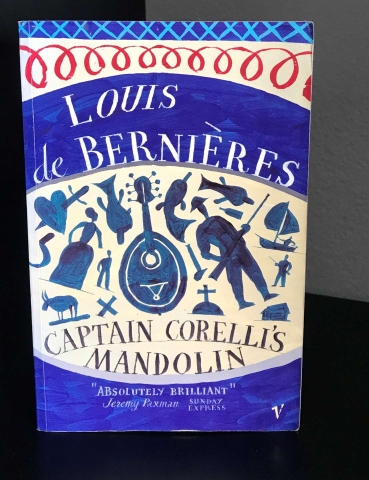 LOUIS
de BERNIÈRES
CAPTAIN CORELLI'S
MANDOLIN
"ABSOLUTELY BRILLIANT"
Jeremy Paxman SUNDAY
EXPRESS
V